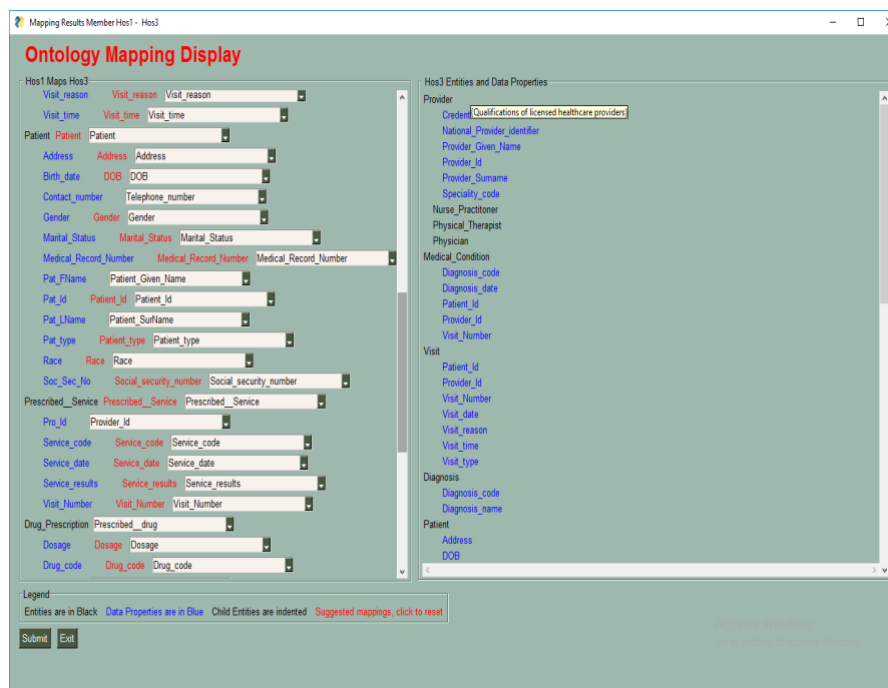 Mapping Results Member Hos1 - Hos3
Ontology Mapping Display
Hos1 Maps Hos3
Visit_reason Visit_reason Visit_reason
Visit_time Visit_time Visit_time
Patient Patient Patient
Address Address Address
Birth_date DOB DOB
Contact_number Telephone_number
Gender Gender Gender
Marital_Status Marital_Status Marital_Status
Medical_Record_Number Medical_Record_Number Medical_Record_Number
Pat_FName Patient_Given_Name
Pat_Id Patient_Id Patient_Id
Pat_LName Patient_SurName
Pat_type Patient_type Patient_type
Race Race Race
Soc_Sec_No Social_security_number Social_security_number
Prescribed__Service Prescribed__Service Prescribed__Service
Pro_Id Provider_Id
Service_code Service_code Service_code
Service_date Service_date Service_date
Service_results Service_results Service_results
Visit_Number Visit_Number Visit_Number
Drug_Prescription Prescribed__drug
Dosage Dosage Dosage
Drug_code Drug_code Drug_code
Hos3 Entities and Data Properties
Provider
Credent [Qualifications of licensed healthcare providers]
National_Provider_identifier
Provider_Given_Name
Provider_Id
Provider_Surname
Speciality_code
Nurse_Practitoner
Physical_Therapist
Physician
Medical_Condition
Diagnosis_code
Diagnosis_date
Patient_Id
Provider_Id
Visit_Number
Visit
Patient_Id
Provider_Id
Visit_Number
Visit_date
Visit_reason
Visit_time
Visit_type
Diagnosis
Diagnosis_code
Diagnosis_name
Patient
Address
DOB
Legend
Entities are in Black Data Properties are in Blue Child Entities are indented Suggested mappings, click to reset
Submit Exit
Activate Windows